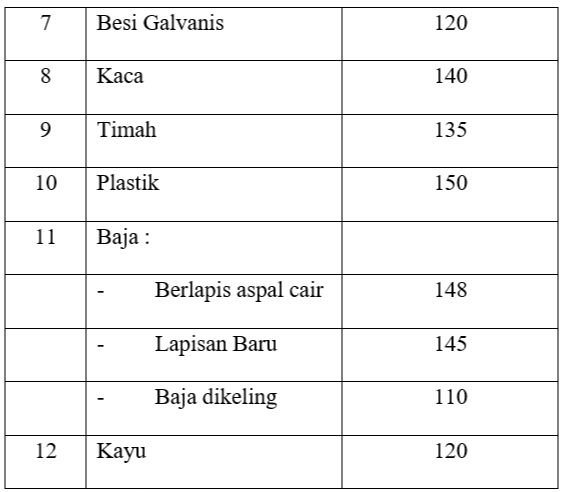 7 Besi Galvanis 120
8 Kaca 140
9 Timah 135
10 Plastik 150
11 Baja :
- Berlapis aspal cair 148
- Lapisan Baru 145
- Baja dikeling 110
12 Kayu 120